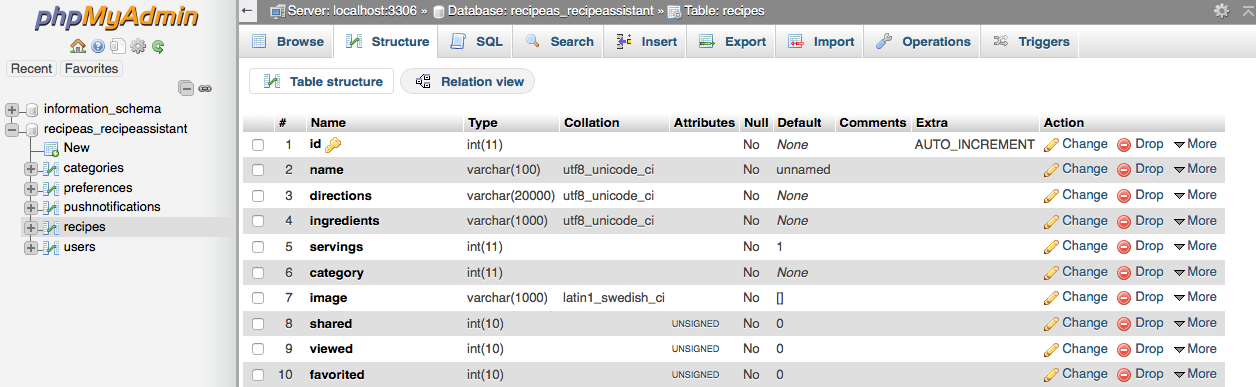 phpMyAdmin
Recent Favorites
information_schema
recipeas_recipeassistant
New
categories
preferences
pushnotifications
recipes
users
Server: localhost:3306 » Database: recipeas_recipeassistant » Table: recipes
Browse Structure SQL Search Insert Export Import Operations Triggers
Table structure Relation view
# Name Type Collation Attributes Null Default Comments Extra Action
1 id int(11) No None AUTO_INCREMENT Change Drop More
2 name varchar(100) utf8_unicode_ci No unnamed Change Drop More
3 directions varchar(20000) utf8_unicode_ci No None Change Drop More
4 ingredients varchar(1000) utf8_unicode_ci No None Change Drop More
5 servings int(11) No 1 Change Drop More
6 category int(11) No None Change Drop More
7 image varchar(1000) latin1_swedish_ci No [] Change Drop More
8 shared int(10) UNSIGNED No 0 Change Drop More
9 viewed int(10) UNSIGNED No 0 Change Drop More
10 favorited int(10) UNSIGNED No 0 Change Drop More